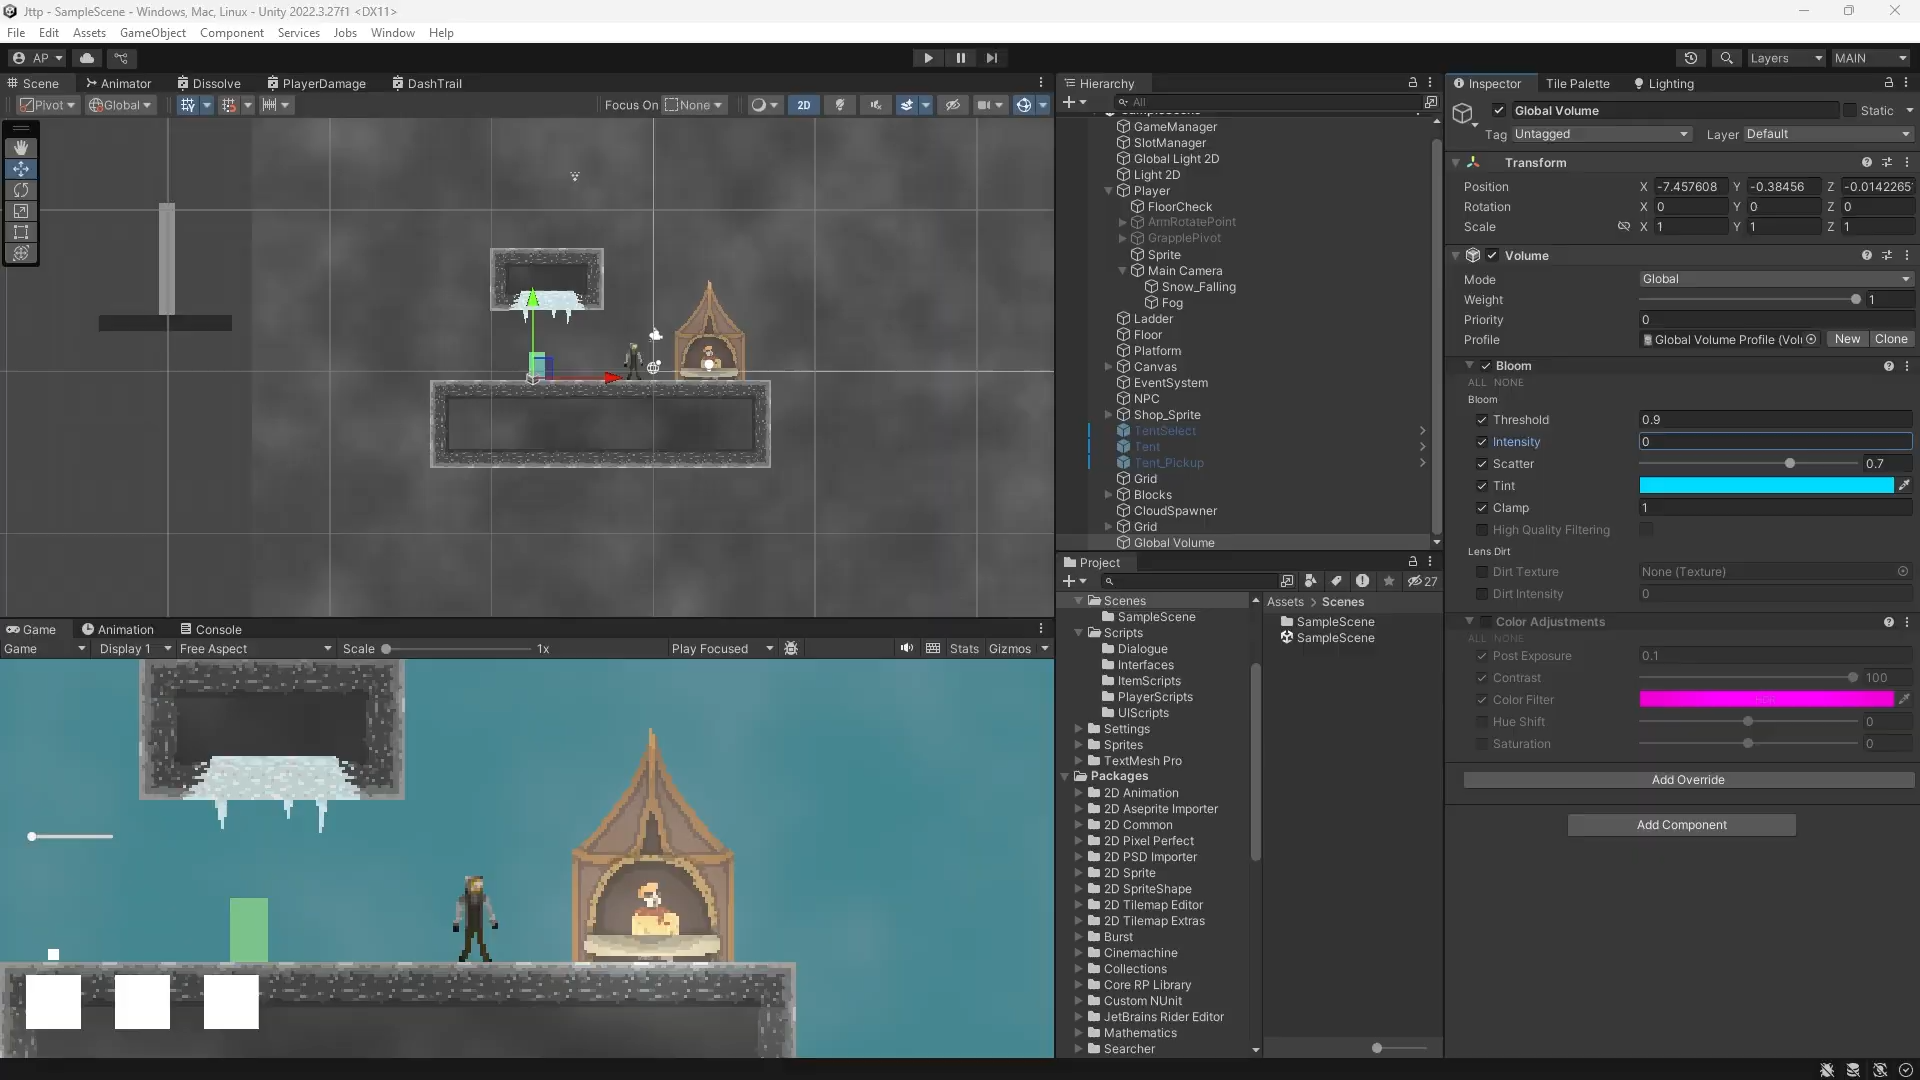 Jttp - SampleScene - Windows, Mac, Linux - Unity 2022.3.27f1 <DX11>
File Edit Assets GameObject Component Services Jobs Window Help
AP Layers MAIN
Scene Animator Dissolve PlayerDamage DashTrail
Pivot Global Focus On None 2D
Hierarchy
All
GameManager
SlotManager
Global Light 2D
Light 2D
Player
FloorCheck
ArmRotatePoint
GrapplePivot
Sprite
Main Camera
Snow_Falling
Fog
Ladder
Floor
Platform
Canvas
EventSystem
NPC
Shop_Sprite
TentSelect
Tent
Tent_Pickup
Grid
Blocks
CloudSpawner
Grid
Global Volume
Inspector Tile Palette Lighting
Global Volume Static
Tag Untagged Layer Default
Transform
Position X -7.457608 Y -0.38456 Z -0.0142265
Rotation X 0 Y 0 Z 0
Scale X 1 Y 1 Z 1
Volume
Mode Global
Weight 1
Priority 0
Profile Global Volume Profile (Vol New Clone
Bloom
ALL NONE
Bloom
Threshold 0.9
Intensity 0
Scatter 0.7
Tint
Clamp 1
High Quality Filtering
Lens Dirt
Dirt Texture None (Texture)
Dirt Intensity 0
Color Adjustments
ALL NONE
Post Exposure 0.1
Contrast 100
Color Filter HDR
Hue Shift 0
Saturation 0
Add Override
Add Component
Game Animation Console
Game Display 1 Free Aspect Scale 1x Play Focused Stats Gizmos
Project
27
Scenes
SampleScene
Scripts
Dialogue
Interfaces
ItemScripts
PlayerScripts
UIScripts
Settings
Sprites
TextMesh Pro
Packages
2D Animation
2D Aseprite Importer
2D Common
2D Pixel Perfect
2D PSD Importer
2D Sprite
2D SpriteShape
2D Tilemap Editor
2D Tilemap Extras
Burst
Cinemachine
Collections
Core RP Library
Custom NUnit
JetBrains Rider Editor
Mathematics
Searcher
Assets > Scenes
SampleScene
SampleScene